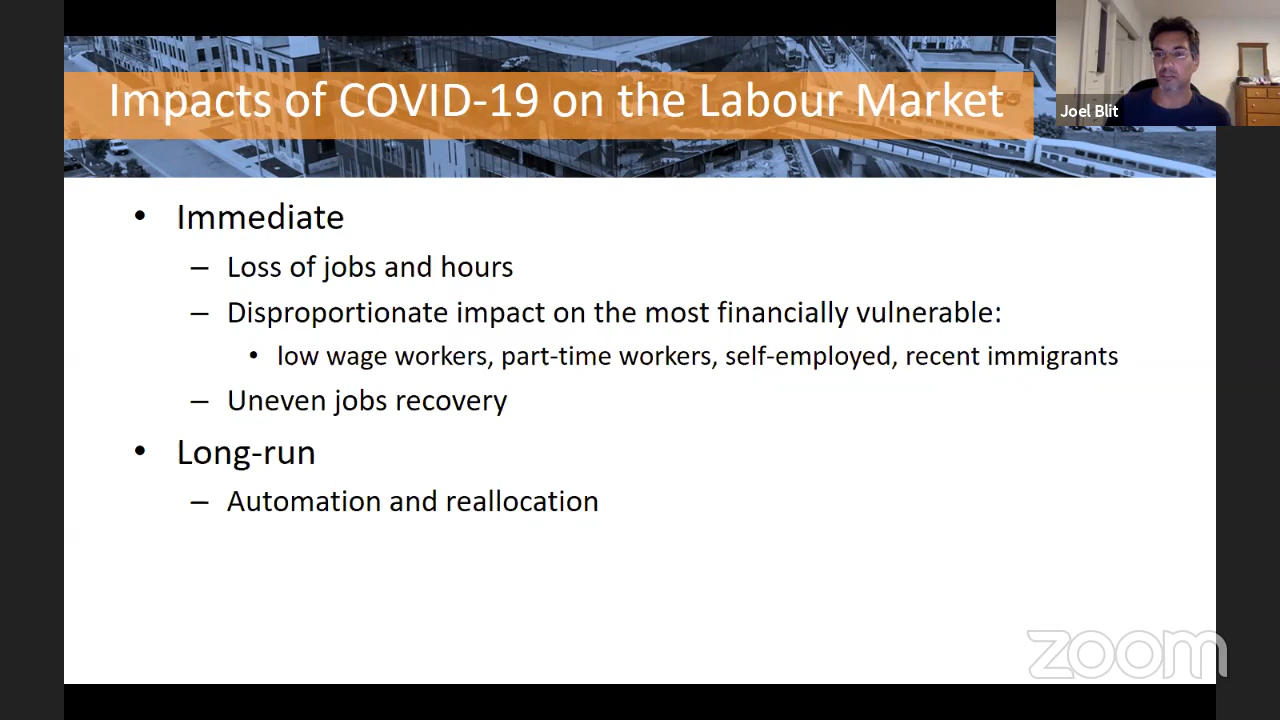 Impacts of COVID-19 on the Labour Market
Joel Blit
• Immediate
– Loss of jobs and hours
– Disproportionate impact on the most financially vulnerable:
• low wage workers, part-time workers, self-employed, recent immigrants
– Uneven jobs recovery
• Long-run
– Automation and reallocation
zoom